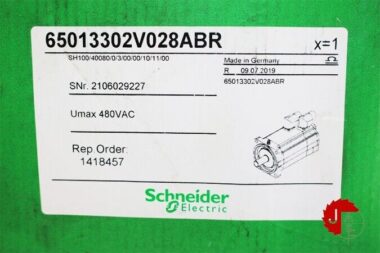 65013302V028ABR
x=1
SH100/40080/0/3/00/00/10/11/00
Made in Germany
R
09.07.2019
SNr. 2106029227
65013302V028ABR
Umax 480VAC
Rep.Order:
1418457
Schneider
Electric